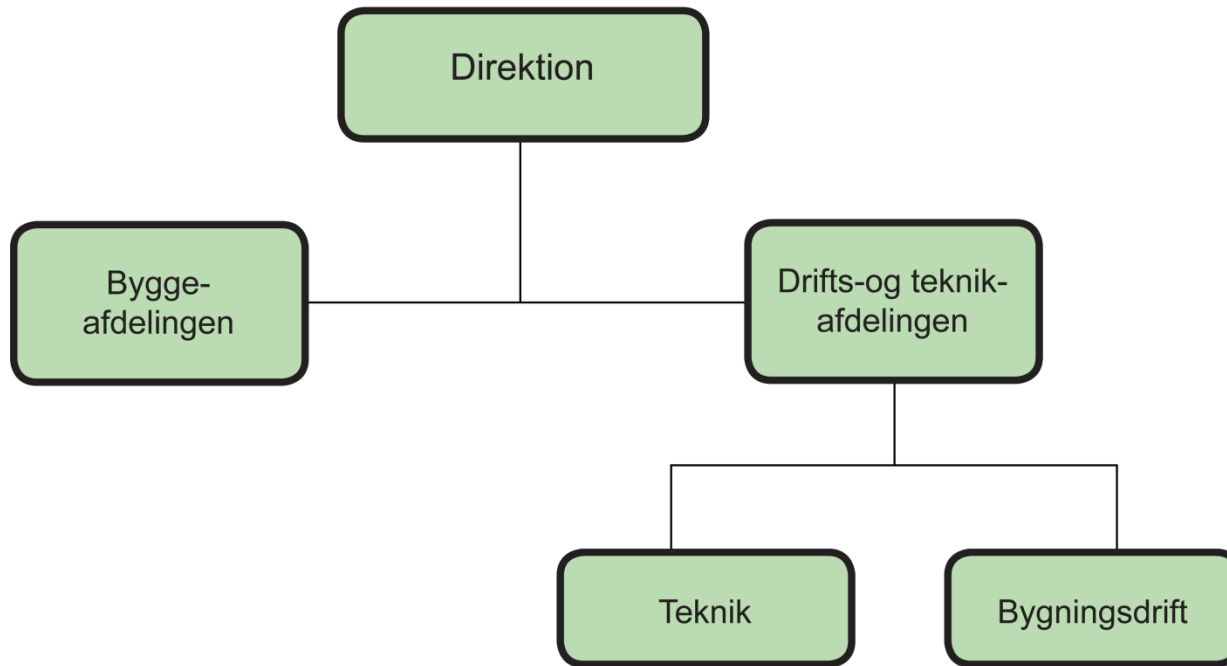 Direktion
Bygge-
afdelingen
Drifts-og teknik-
afdelingen
Teknik
Bygningsdrift